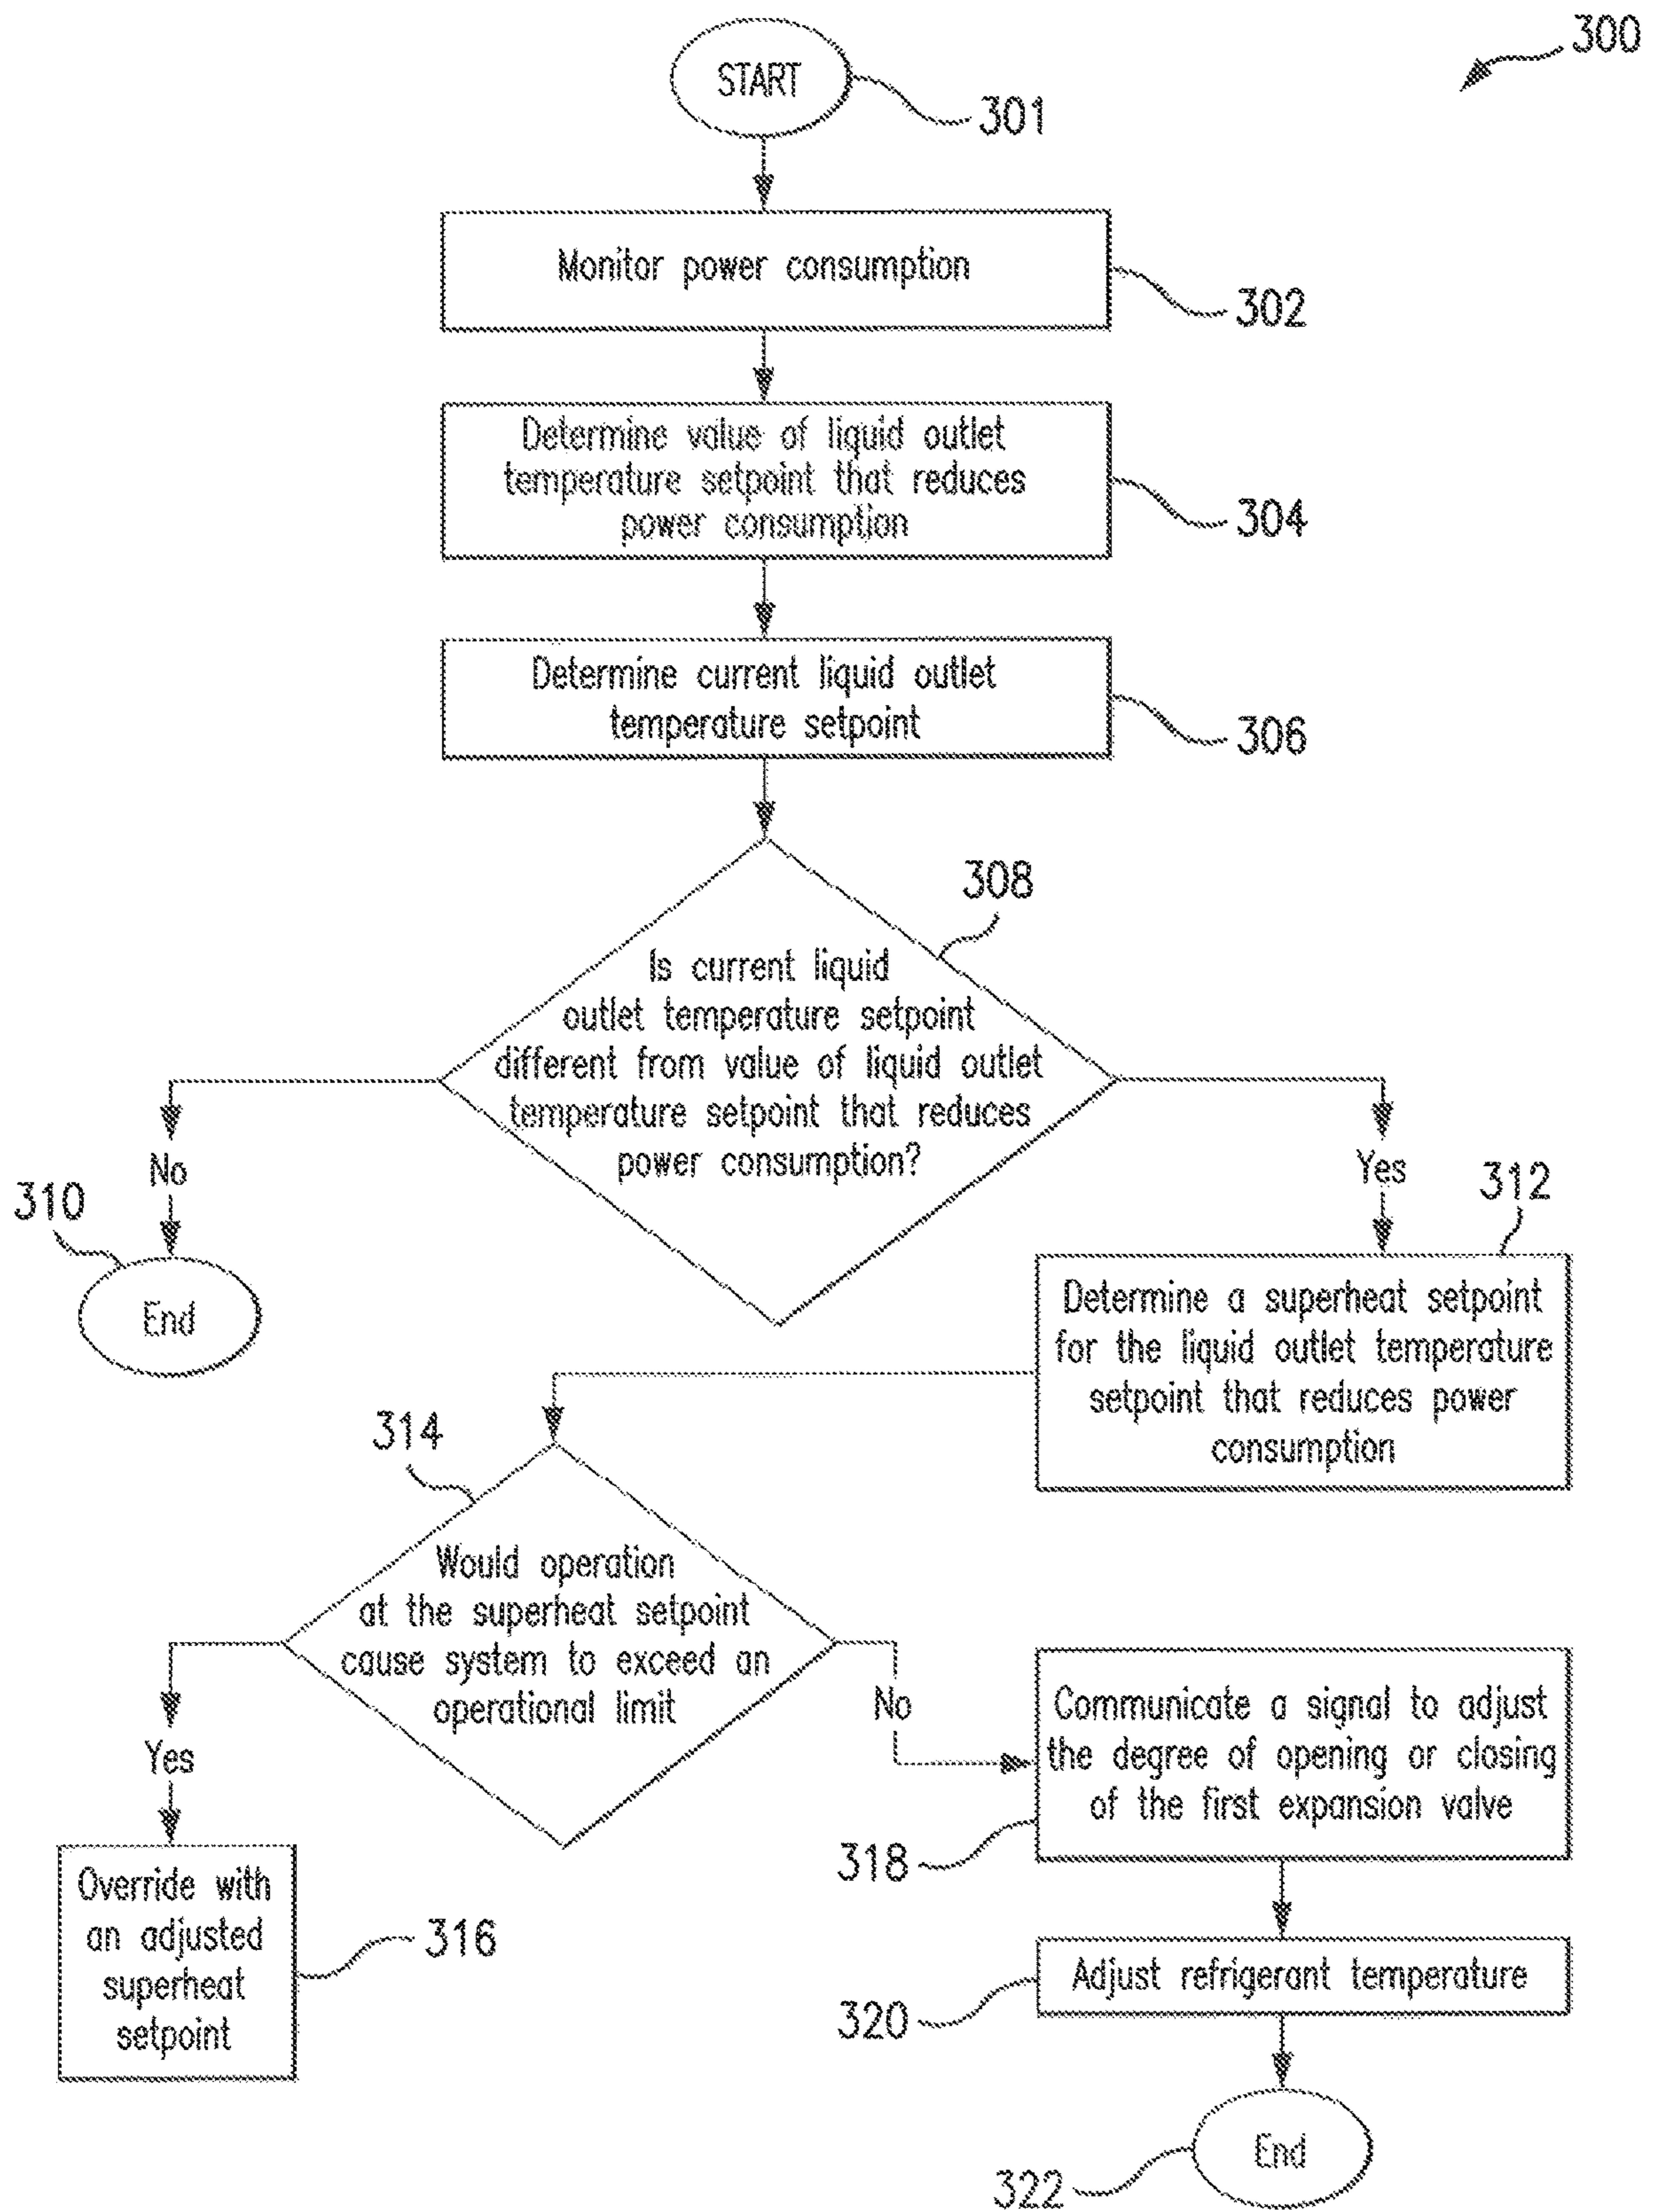 300
START
301
Monitor power consumption
302
Determine value of liquid outlet
temperature setpoint that reduces
power consumption
304
Determine current liquid outlet
temperature setpoint
306
308
Is current liquid
outlet temperature setpoint
different from value of liquid outlet
temperature setpoint that reduces
power consumption?
No
Yes
310
End
312
Determine a superheat setpoint
for the liquid outlet temperature
setpoint that reduces power
consumption
314
Would operation
at the superheat setpoint
cause system to exceed an
operational limit
Yes
No
Override with
an adjusted
superheat
setpoint
316
Communicate a signal to adjust
the degree of opening or closing
of the first expansion valve
318
Adjust refrigerant temperature
320
End
322